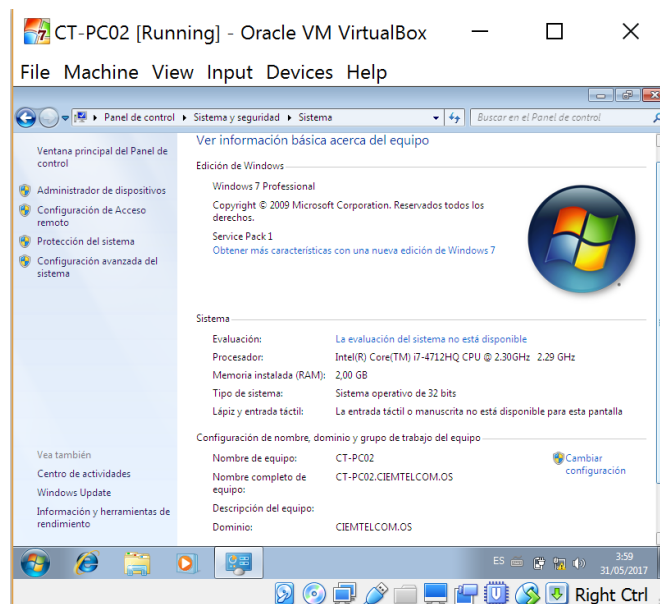 CT-PC02 [Running] - Oracle VM VirtualBox
File Machine View Input Devices Help
Panel de control Sistema y seguridad Sistema
Buscar en el Panel de control
Ventana principal del Panel de
control
Administrador de dispositivos
Configuración de Acceso
remoto
Protección del sistema
Configuración avanzada del
sistema
Vea también
Centro de actividades
Windows Update
Información y herramientas de
rendimiento
Ver información básica acerca del equipo
Edición de Windows
Windows 7 Professional
Copyright © 2009 Microsoft Corporation. Reservados todos los
derechos.
Service Pack 1
Obtener más características con una nueva edición de Windows 7
Sistema
Evaluación: La evaluación del sistema no está disponible
Procesador: Intel(R) Core(TM) i7-4712HQ CPU @ 2.30GHz 2.29 GHz
Memoria instalada (RAM): 2,00 GB
Tipo de sistema: Sistema operativo de 32 bits
Lápiz y entrada táctil: La entrada táctil o manuscrita no está disponible para esta pantalla
Configuración de nombre, dominio y grupo de trabajo del equipo
Nombre de equipo: CT-PC02
Cambiar
configuración
Nombre completo de
equipo:
CT-PC02.CIEMTELCOM.OS
Descripción del equipo:
Dominio: CIEMTELCOM.OS
ES
3:59
31/05/2017
Right Ctrl